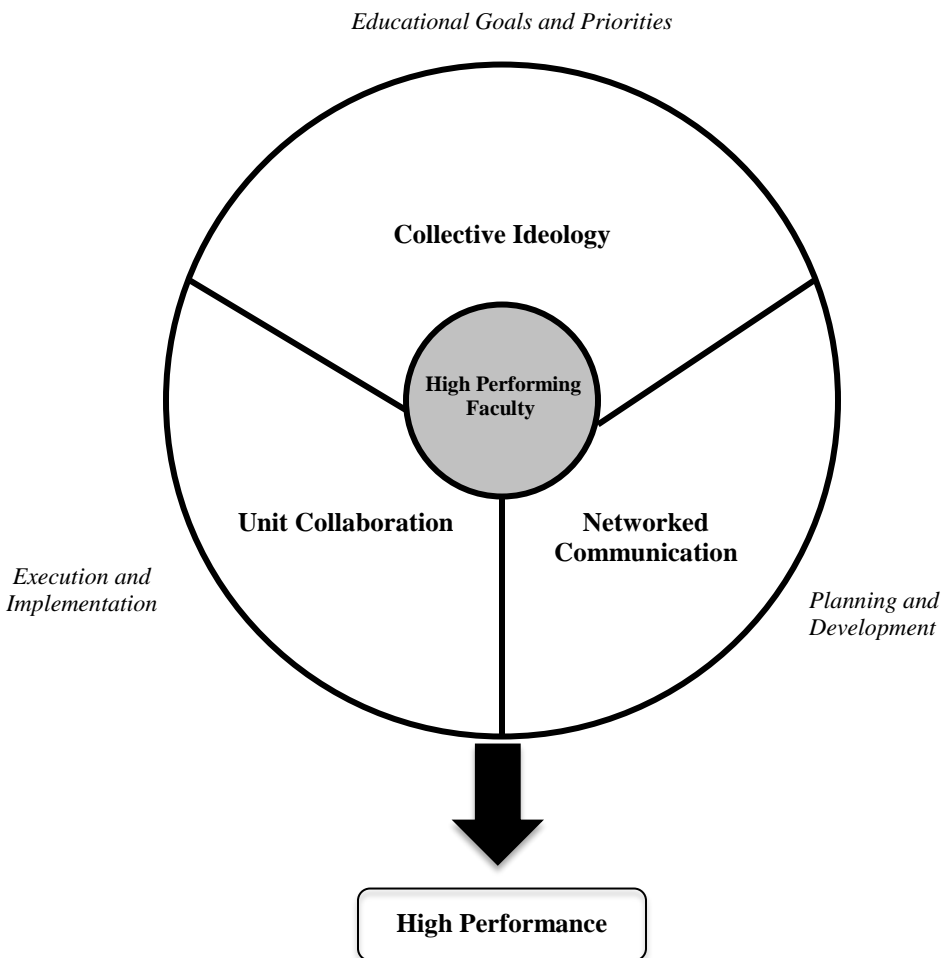 Educational Goals and Priorities
Collective Ideology
High Performing
Faculty
Unit Collaboration
Networked
Communication
Execution and
Implementation
Planning and
Development
High Performance